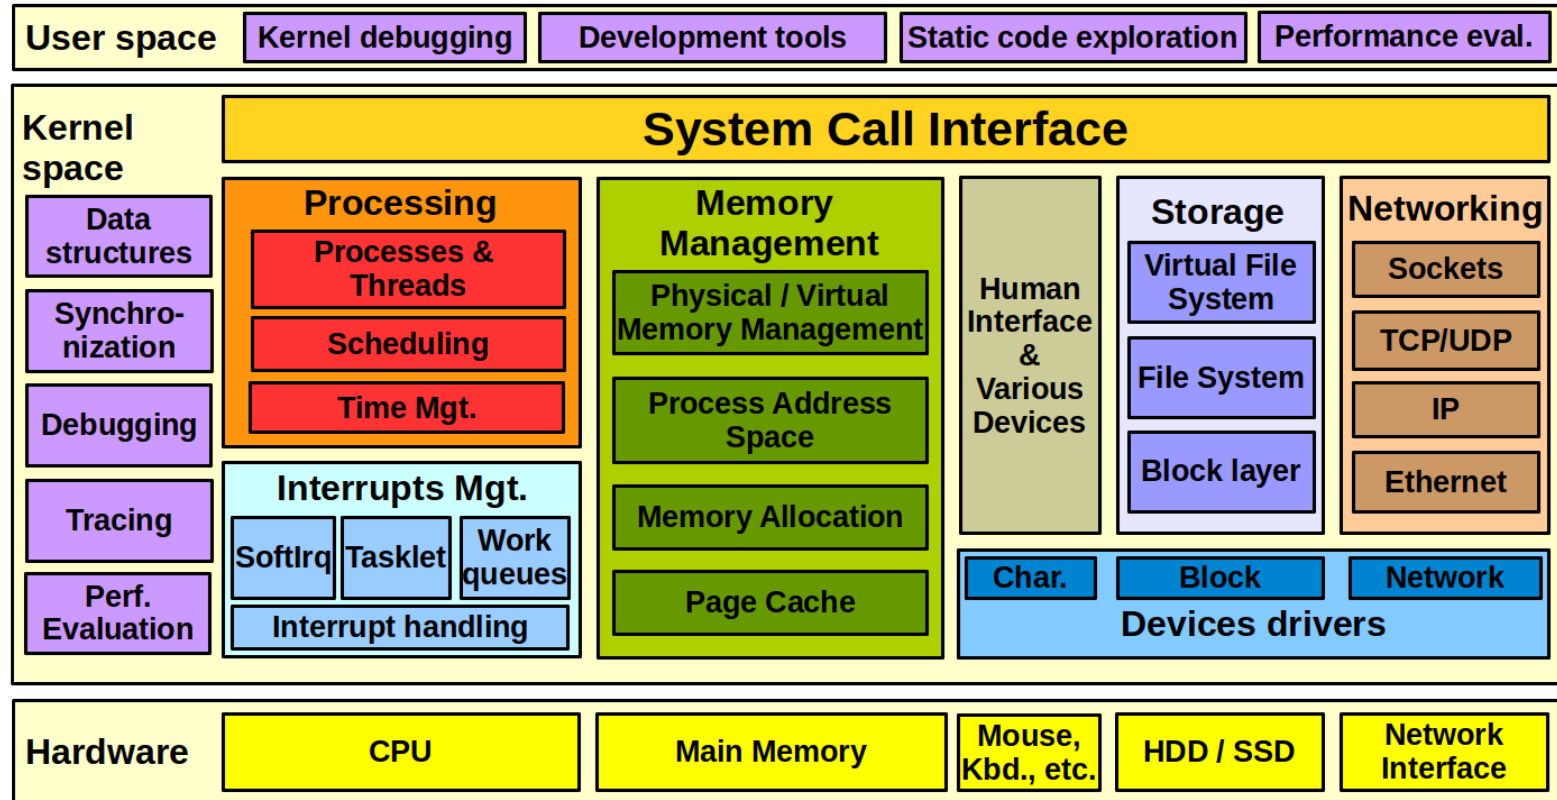 User space
Kernel debugging
Development tools
Static code exploration
Performance eval.
Kernel
space
System Call Interface
Data
structures
Synchro-
nization
Debugging
Tracing
Perf.
Evaluation
Processing
Processes &
Threads
Scheduling
Time Mgt.
Interrupts Mgt.
SoftIrq
Tasklet
Work
queues
Interrupt handling
Memory
Management
Physical / Virtual
Memory Management
Process Address
Space
Memory Allocation
Page Cache
Human
Interface
&
Various
Devices
Storage
Virtual File
System
File System
Block layer
Networking
Sockets
TCP/UDP
IP
Ethernet
Char.
Block
Network
Devices drivers
Hardware
CPU
Main Memory
Mouse,
Kbd., etc.
HDD / SSD
Network
Interface